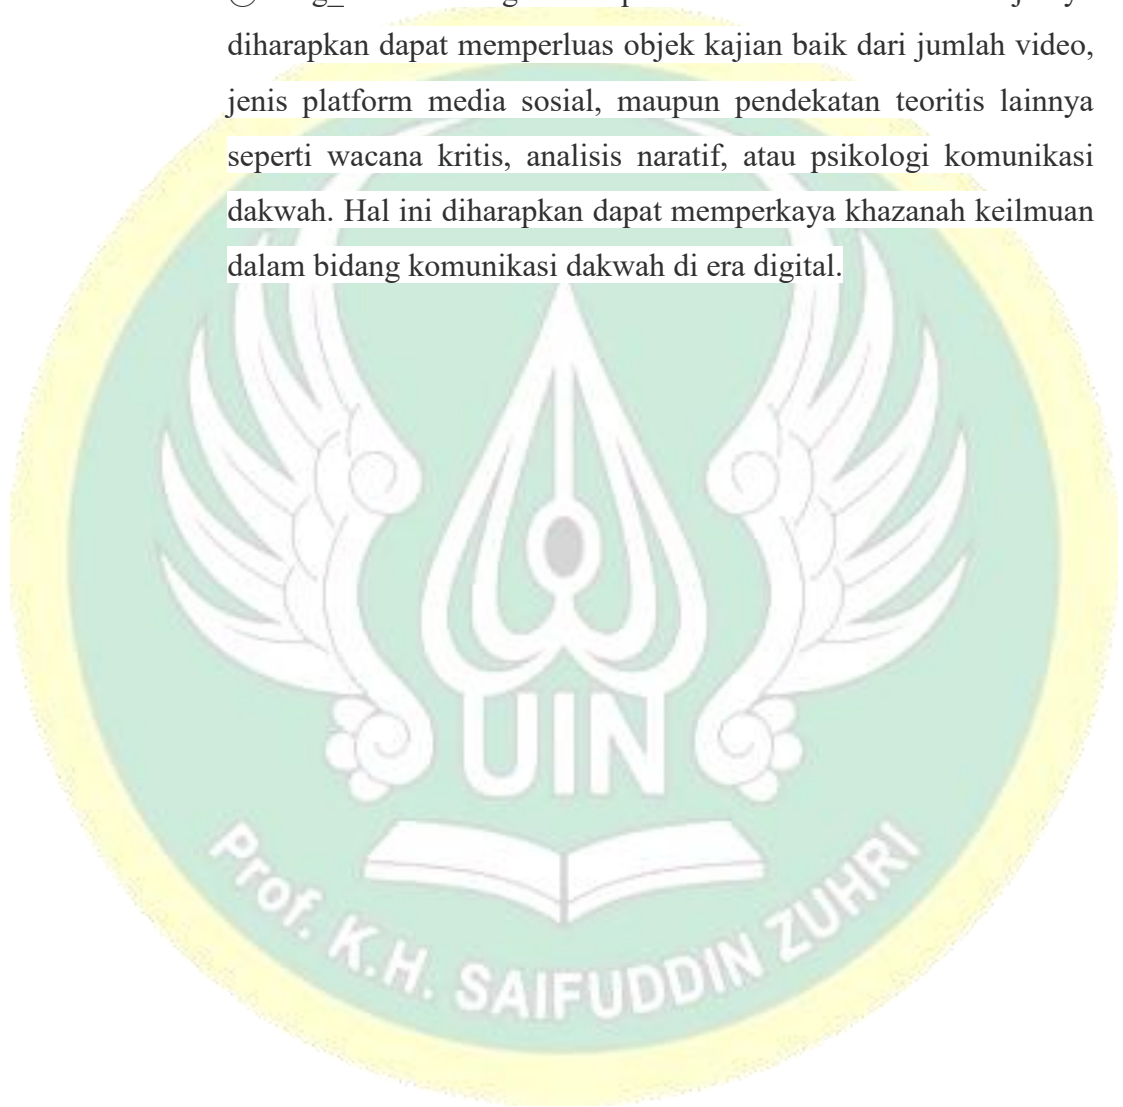 diharapkan dapat memperluas objek kajian baik dari jumlah video,
jenis platform media sosial, maupun pendekatan teoritis lainnya
seperti wacana kritis, analisis naratif, atau psikologi komunikasi
dakwah. Hal ini diharapkan dapat memperkaya khazanah keilmuan
dalam bidang komunikasi dakwah di era digital.
UIN
Prof. K.H. SAIFUDDIN ZUHRI